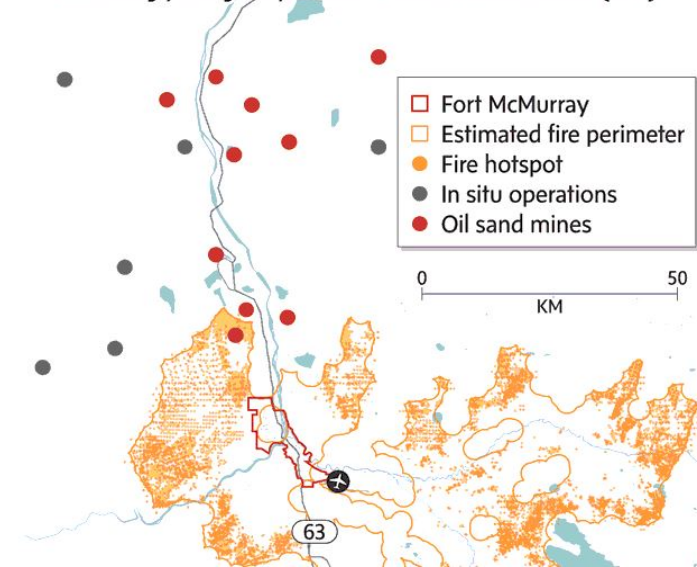 Fort McMurray
Estimated fire perimeter
Fire hotspot
In situ operations
Oil sand mines
0 50
KM
63